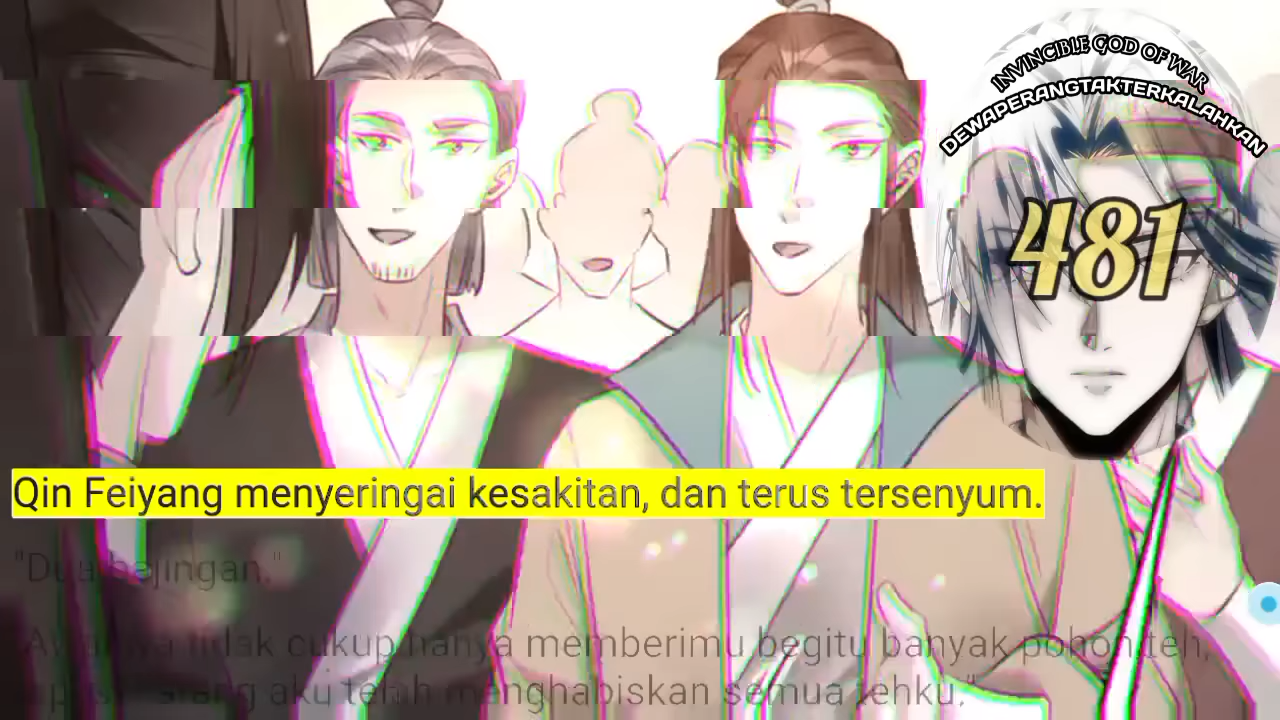 INVINCIBLE GOD OF WAR
DEWAPERANGTAKTERKALAHKAN
481
Qin Feiyang menyeringai kesakitan, dan terus tersenyum.
"Dua bajingan."
tidak cukup hanya memberimu begitu banyak pohon teh,
aku telah menghabiskan semua tehku."